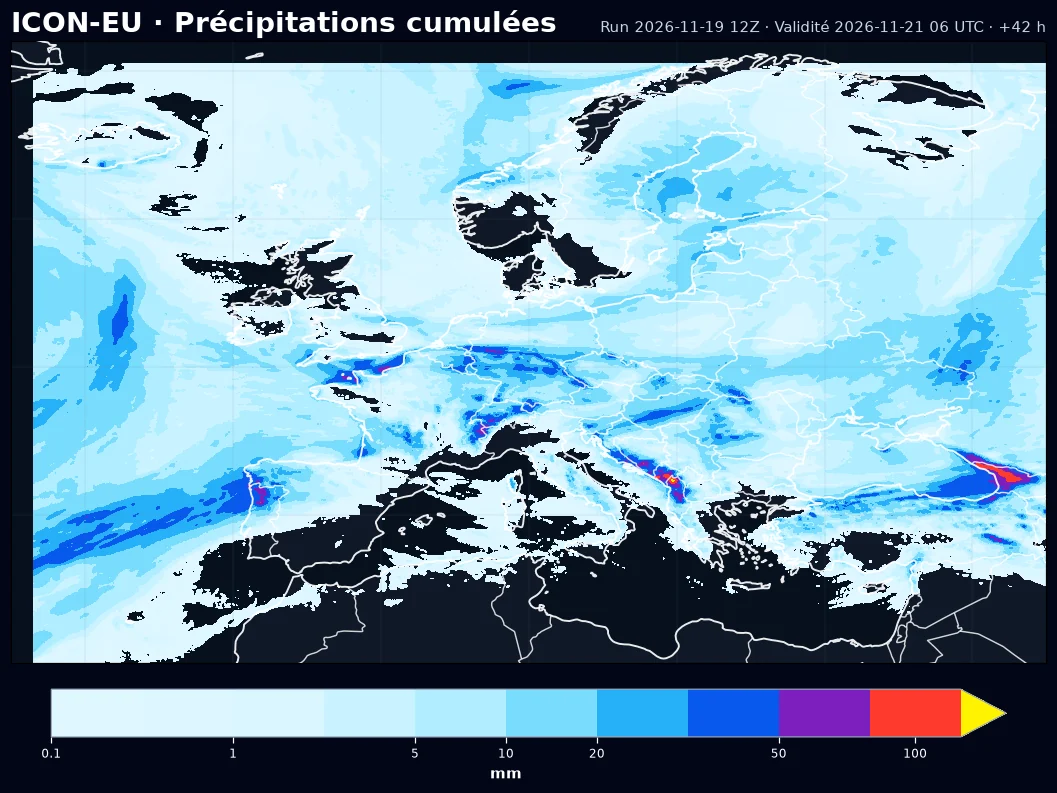 ICON-EU · Précipitations cumulées
Run 2026-11-19 12Z · Validité 2026-11-21 06 UTC · +42 h
0.1 1 5 10 20 50 100
mm